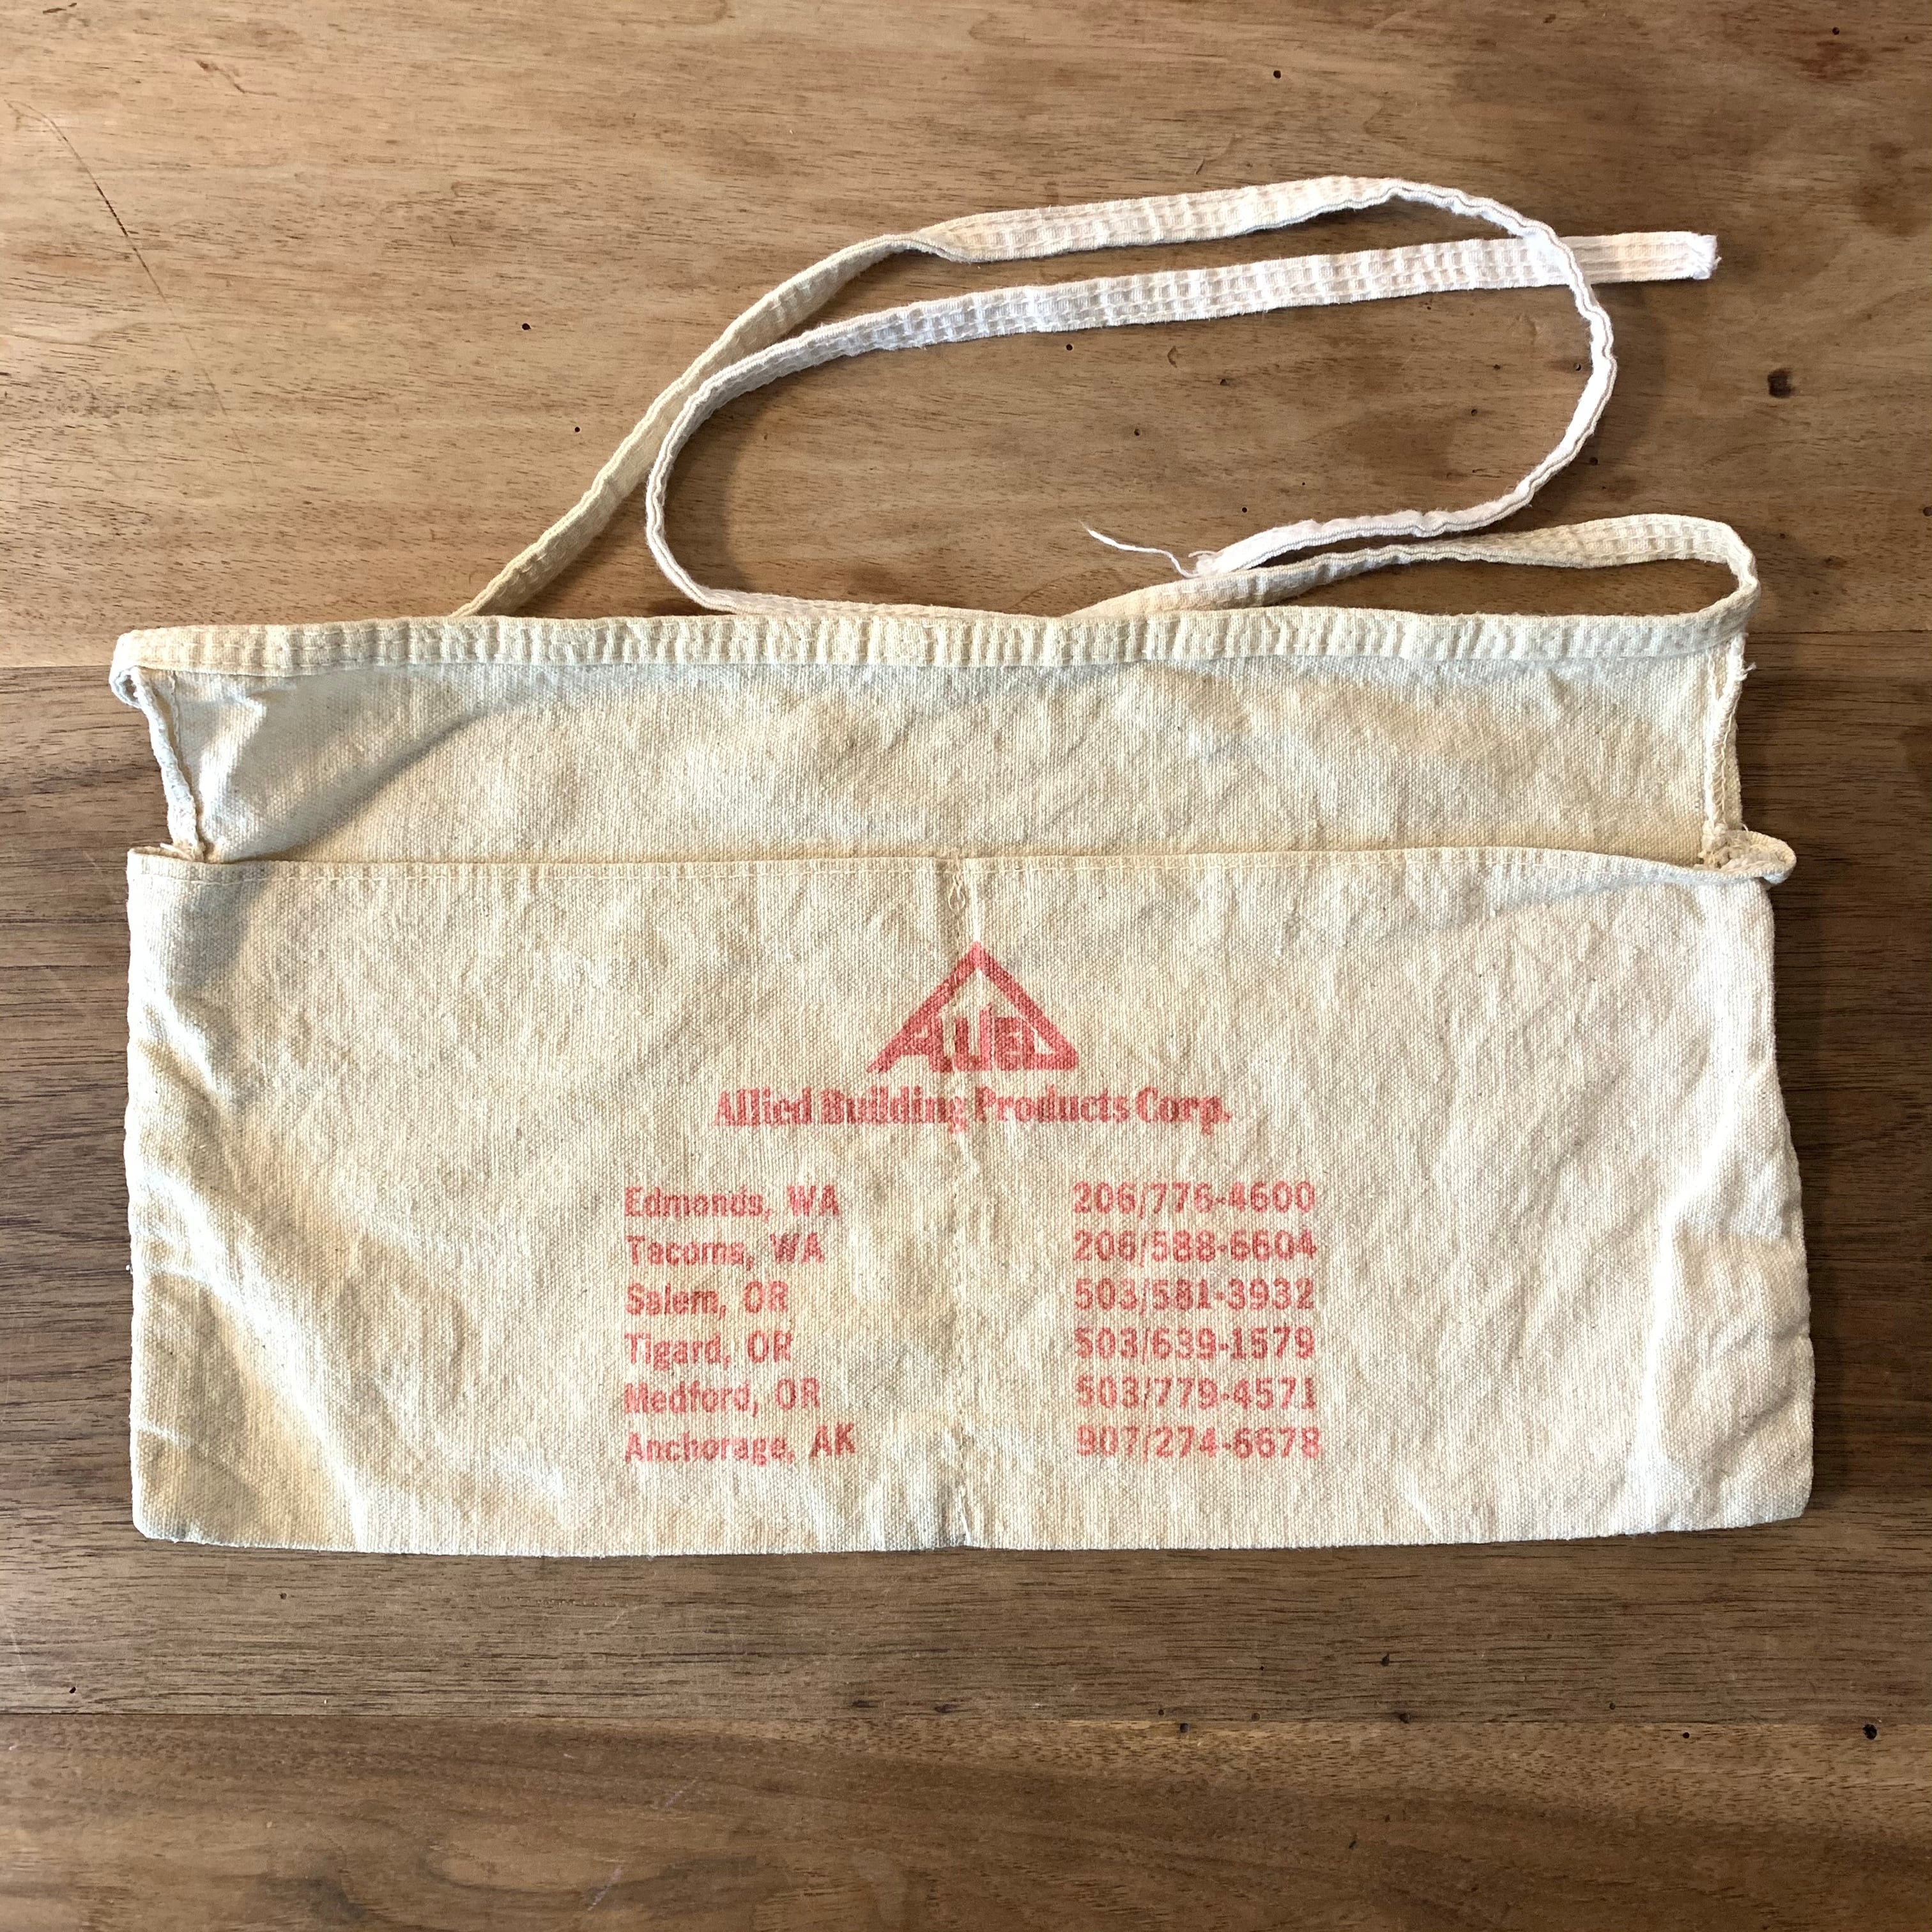 ALLIED
Allied Building Products Corp.
Edmonds, WA 206/776-4600
Tacoma, WA 206/588-6604
Salem, OR 503/581-3932
Tigard, OR 503/639-1579
Medford, OR 503/779-4571
Anchorage, AK 907/274-6678